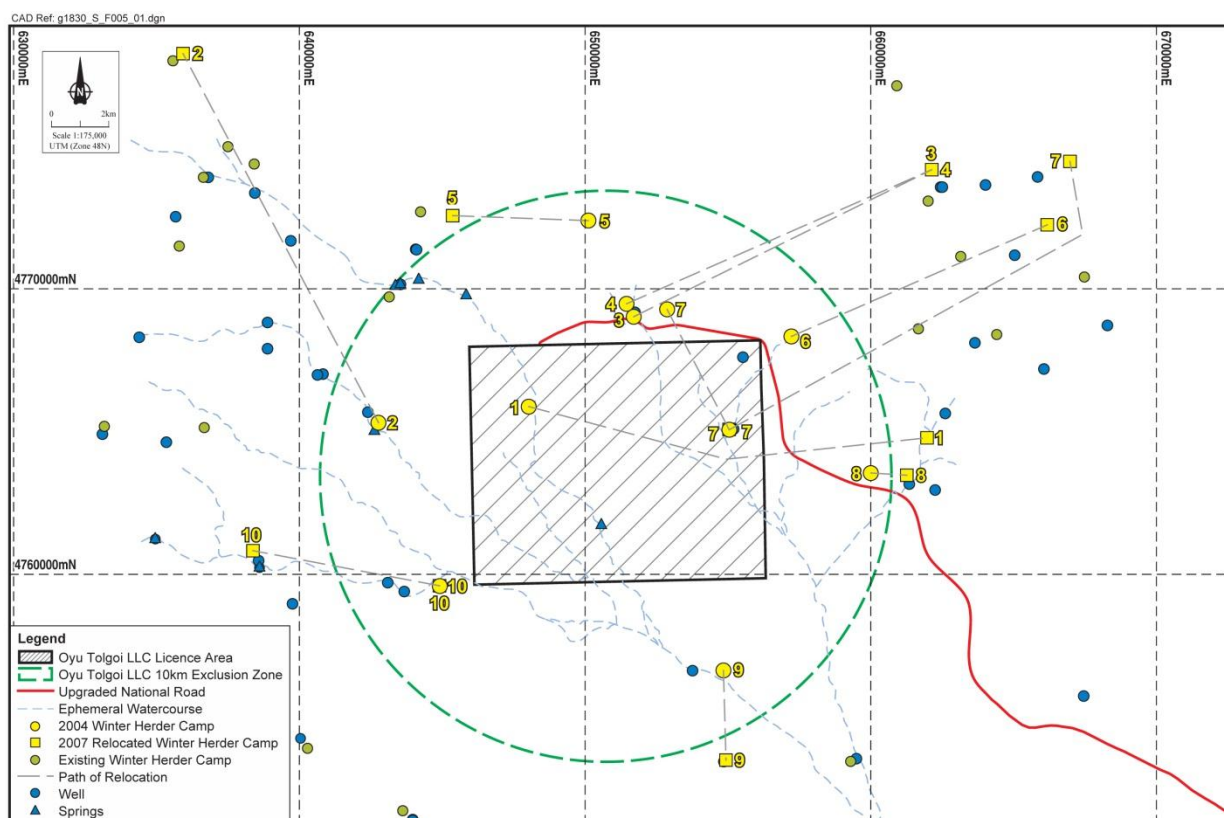 CAD Ref: g1830_S_F005_01.dgn
630000mE
640000mE
650000mE
660000mE
670000mE
N
0 2km
Scale 1:175,000
UTM (Zone 48N)
2
3
4
7
5
5
6
4770000mN
4
3
7
6
2
1
7
7
1
8
8
10
4760000mN
10
10
9
9
Legend
Oyu Tolgoi LLC Licence Area
Oyu Tolgoi LLC 10km Exclusion Zone
Upgraded National Road
Ephemeral Watercourse
2004 Winter Herder Camp
2007 Relocated Winter Herder Camp
Existing Winter Herder Camp
Path of Relocation
Well
Springs